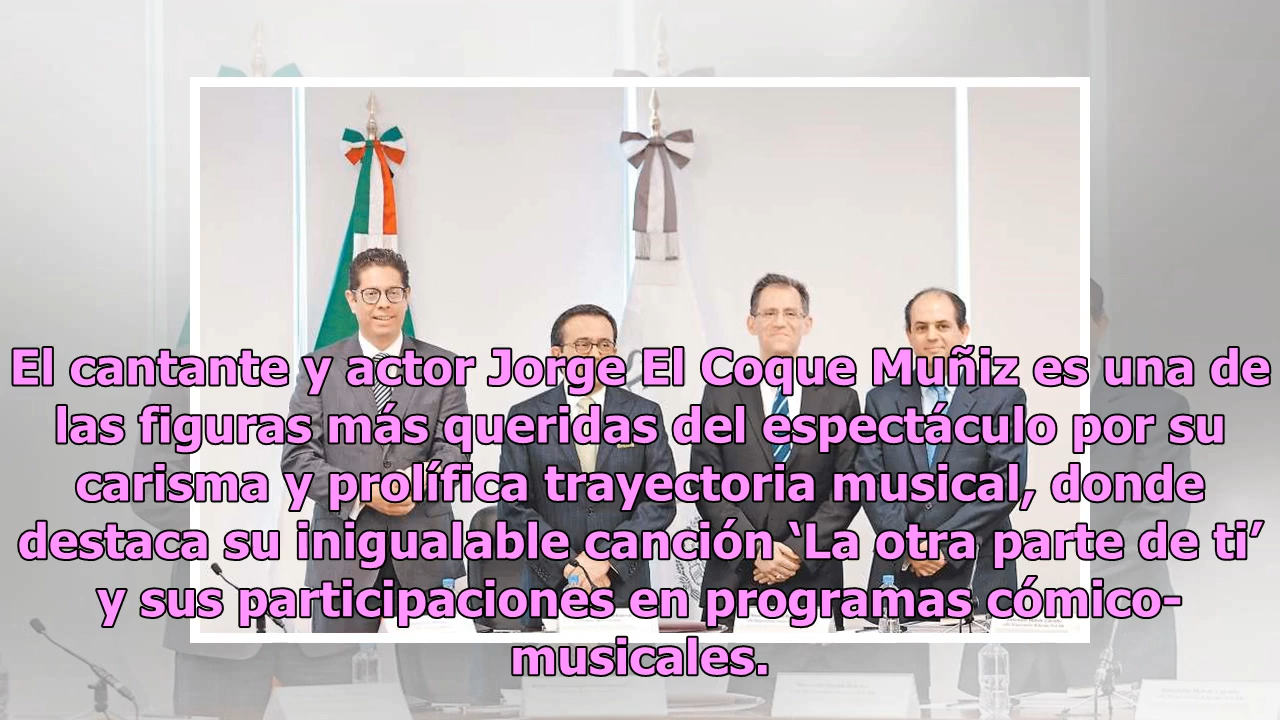 El cantante y actor Jorge El Coque Muñiz es una de
las figuras más queridas del espectáculo por su
carisma y prolífica trayectoria musical, donde
destaca su inigualable canción ‘La otra parte de ti’
y sus participaciones en programas cómico-
musicales.